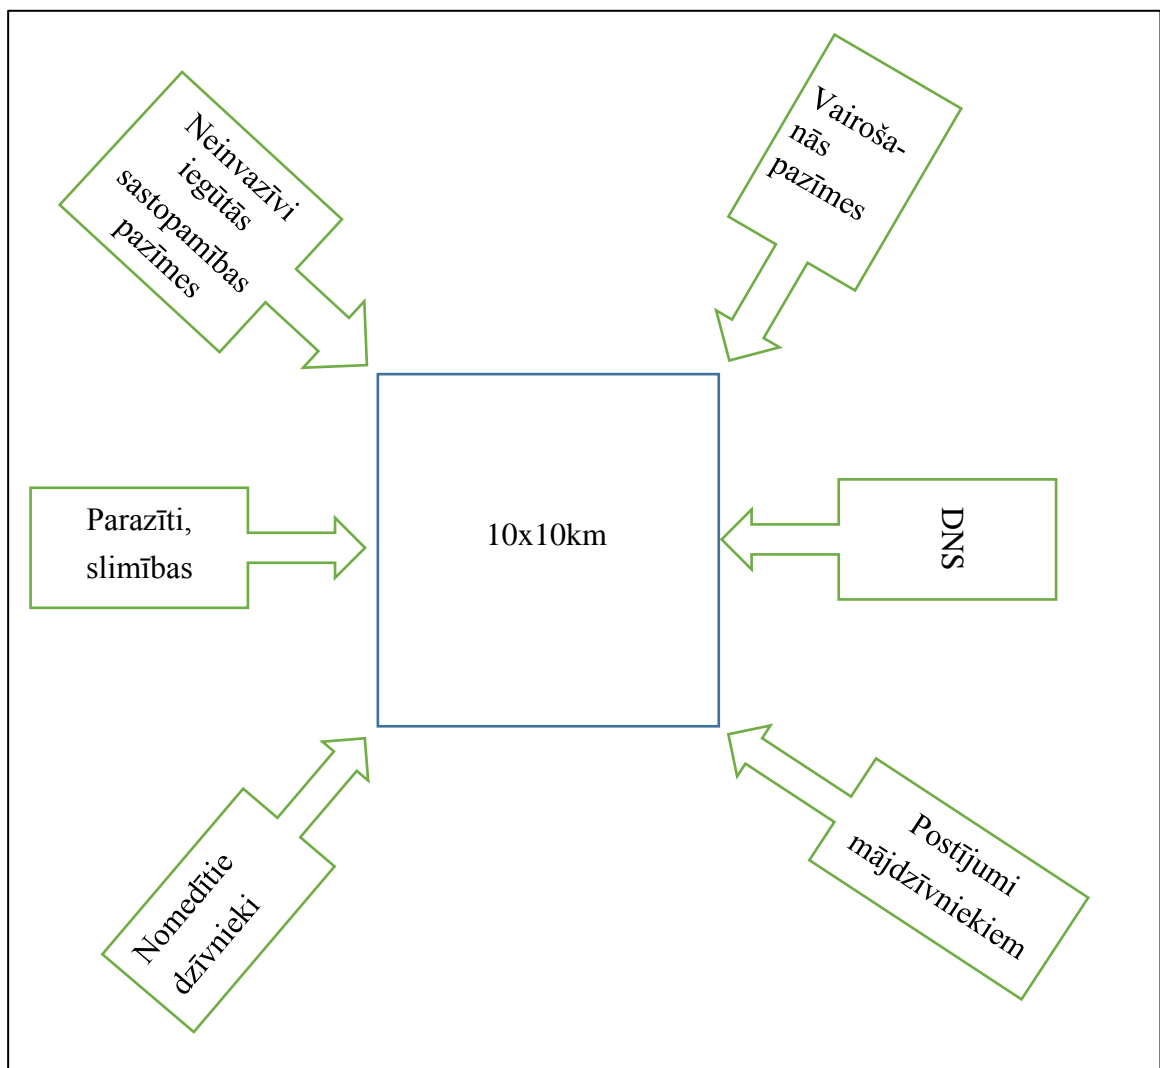 Neinvazīvi
iegūtās
sastopamības
pazīmes
Vairoša-
nās
pazīmes
Parazīti,
slimības
10x10km
DNS
Nomedītie
dzīvnieki
Postījumi
mājdzīvniekiem